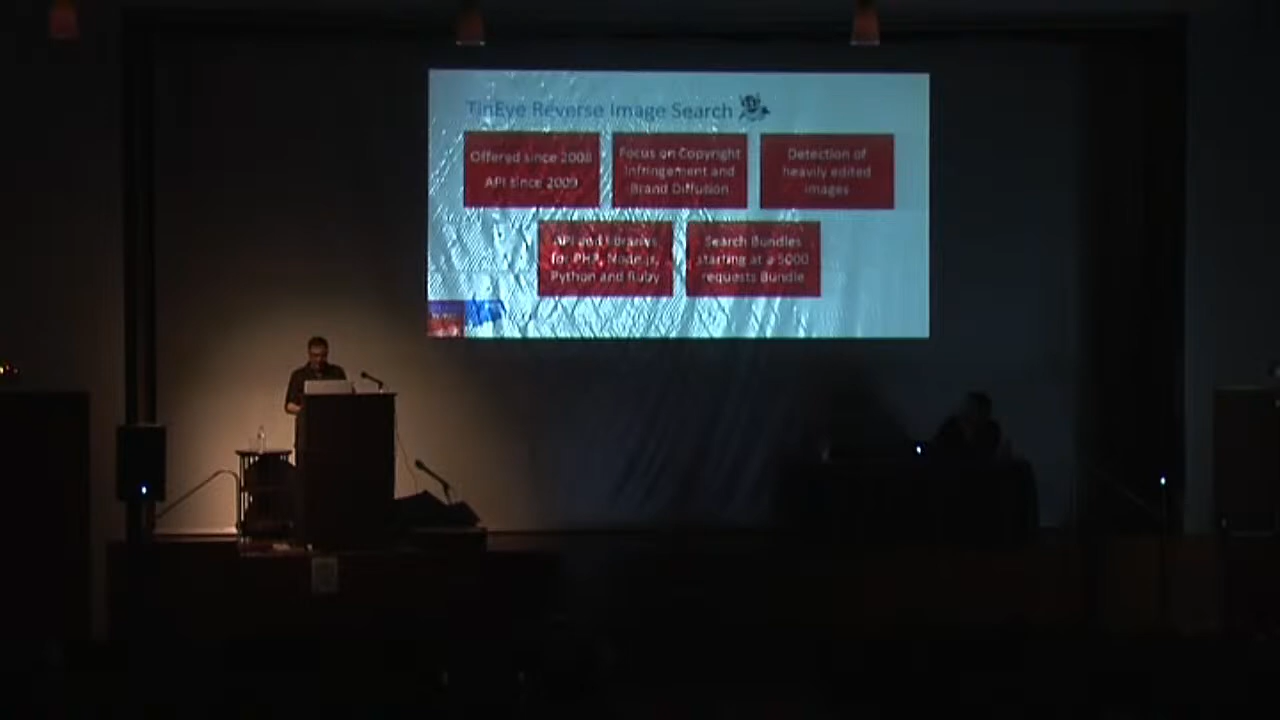 TinEye Reverse Image Search
Offered since 2008
API since 2009
Focus on Copyright
Infringement and
Brand Diffusion
Detection of
heavily edited
images
API and libraries
for PHP, Node.js,
Python and Ruby
Search Bundles
starting at a 5000
requests Bundle